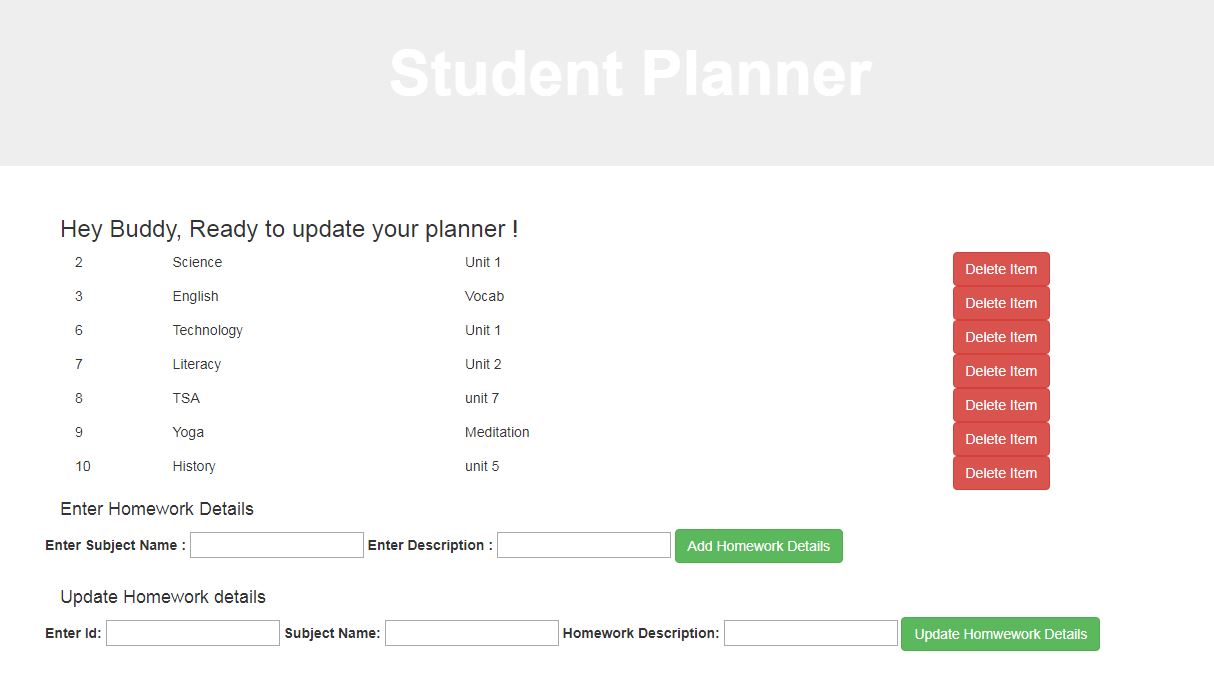 Student Planner
Hey Buddy, Ready to update your planner !
2 Science Unit 1 Delete Item
3 English Vocab Delete Item
6 Technology Unit 1 Delete Item
7 Literacy Unit 2 Delete Item
8 TSA unit 7 Delete Item
9 Yoga Meditation Delete Item
10 History unit 5 Delete Item
Enter Homework Details
Enter Subject Name : Enter Description : Add Homework Details
Update Homework details
Enter Id: Subject Name: Homework Description: Update Homwework Details